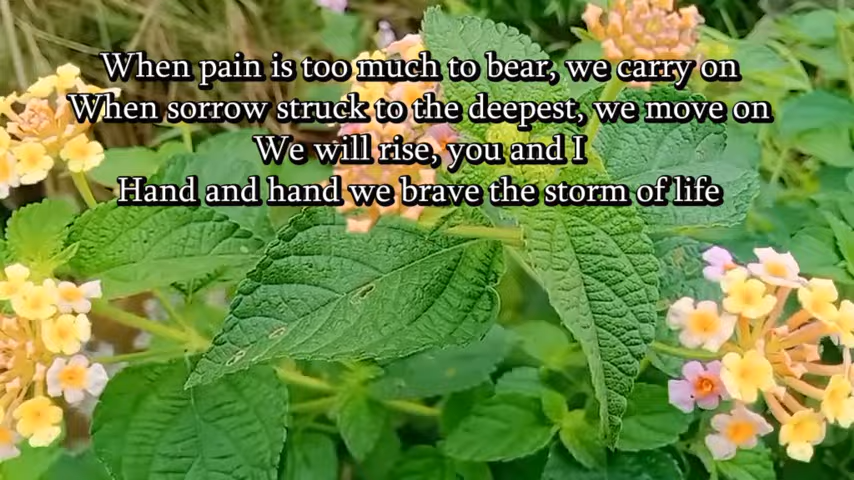 When pain is too much to bear, we carry on
When sorrow struck to the deepest, we move on
We will rise, you and I
Hand and hand we brave the storm of life